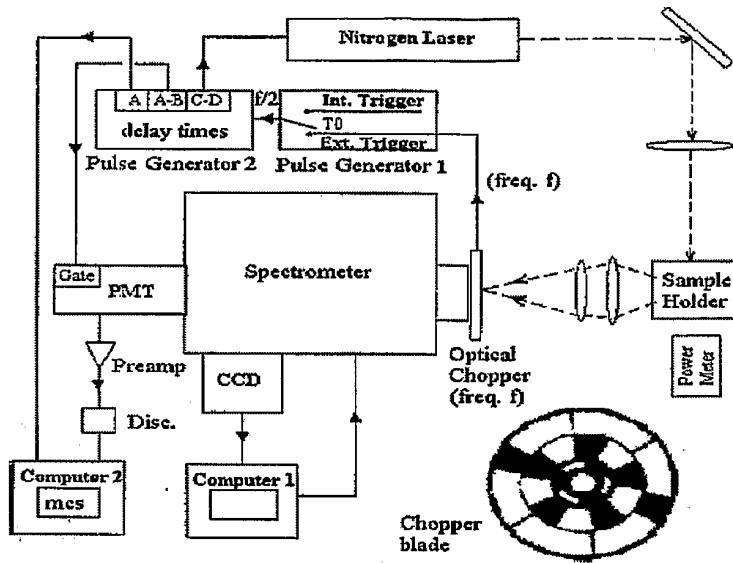 Nitrogen Laser
A A-B C-D
f/2
delay times
Pulse Generator 2
Int. Trigger
T0
Ext. Trigger
Pulse Generator 1
(freq. f)
Gate
PMT
Spectrometer
Sample
Holder
Preamp
CCD
Optical
Chopper
(freq. f)
Power
Meter
Disc.
Computer 2
mcs
Computer 1
Chopper
blade